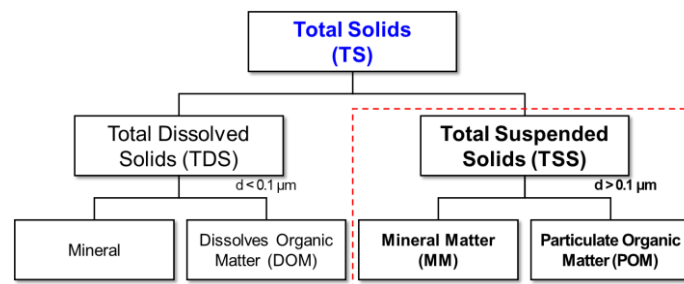 Total Solids
(TS)
Total Dissolved
Solids (TDS)
Total Suspended
Solids (TSS)
d < 0.1 µm
d > 0.1 µm
Mineral
Dissolves Organic
Matter (DOM)
Mineral Matter
(MM)
Particulate Organic
Matter (POM)